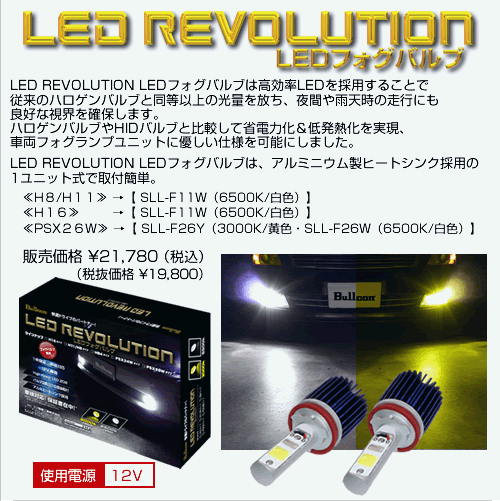 LED REVOLUTION
LEDフォグバルブ
LED REVOLUTION LEDフォグバルブは高効率LEDを採用することで
従来のハロゲンバルブと同等以上の光量を放ち、夜間や雨天時の走行にも
良好な視界を確保します。
ハロゲンバルブやHIDバルブと比較して省電力化＆低発熱化を実現、
車両フォグランプユニットに優しい仕様を可能にしました。
LED REVOLUTION LEDフォグバルブは、アルミニウム製ヒートシンク採用の
1ユニット式で取付簡単。
≪H8/H11≫ →【 SLL-F11W（6500K/白色）】
≪H16≫ →【 SLL-F11W（6500K/白色）】
≪PSX26W≫ →【 SLL-F26Y（3000K/黄色・SLL-F26W（6500K/白色）】
販売価格 ¥21,780（税込）
（税抜価格 ¥19,800）
Bullcon
LED REVOLUTION
LEDフォグバルブ
Bullcon
使用電源 12V